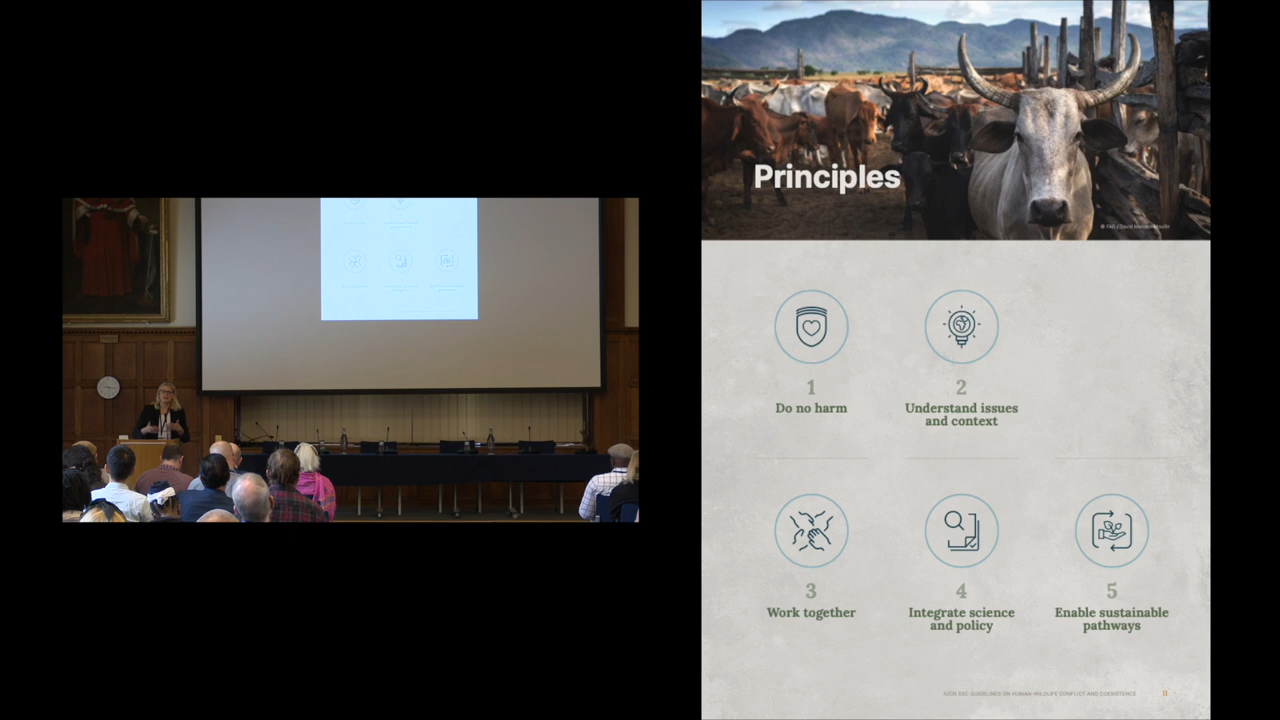 Principles
1
Do no harm
2
Understand issues
and context
3
Work together
4
Integrate science
and policy
5
Enable sustainable
pathways
IUCN SSC GUIDELINES ON HUMAN-WILDLIFE CONFLICT AND COEXISTENCE
11